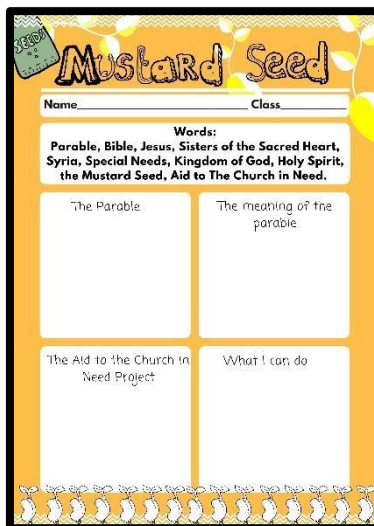 SEEDS
Mustard Seed
Name Class
Words:
Parable, Bible, Jesus, Sisters of the Sacred Heart,
Syria, Special Needs, Kingdom of God, Holy Spirit,
the Mustard Seed, Aid to The Church in Need.
The Parable
The meaning of the
parable
The Aid to the Church in
Need Project
What I can do